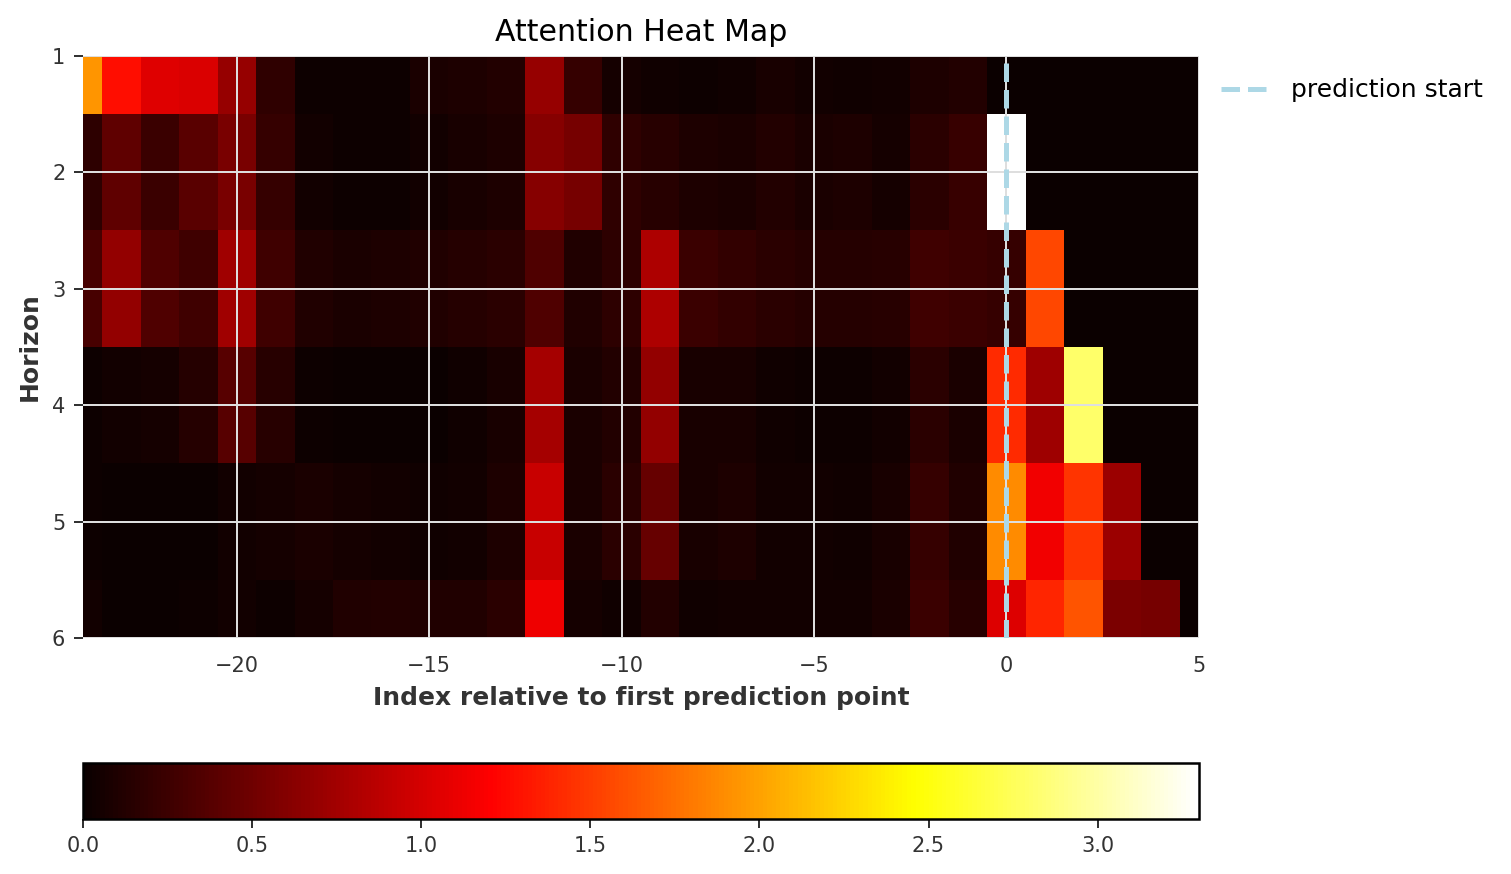 Attention Heat Map
prediction start
1
2
3
4
5
6
Horizon
−20 −15 −10 −5 0 5
Index relative to first prediction point
0.0 0.5 1.0 1.5 2.0 2.5 3.0